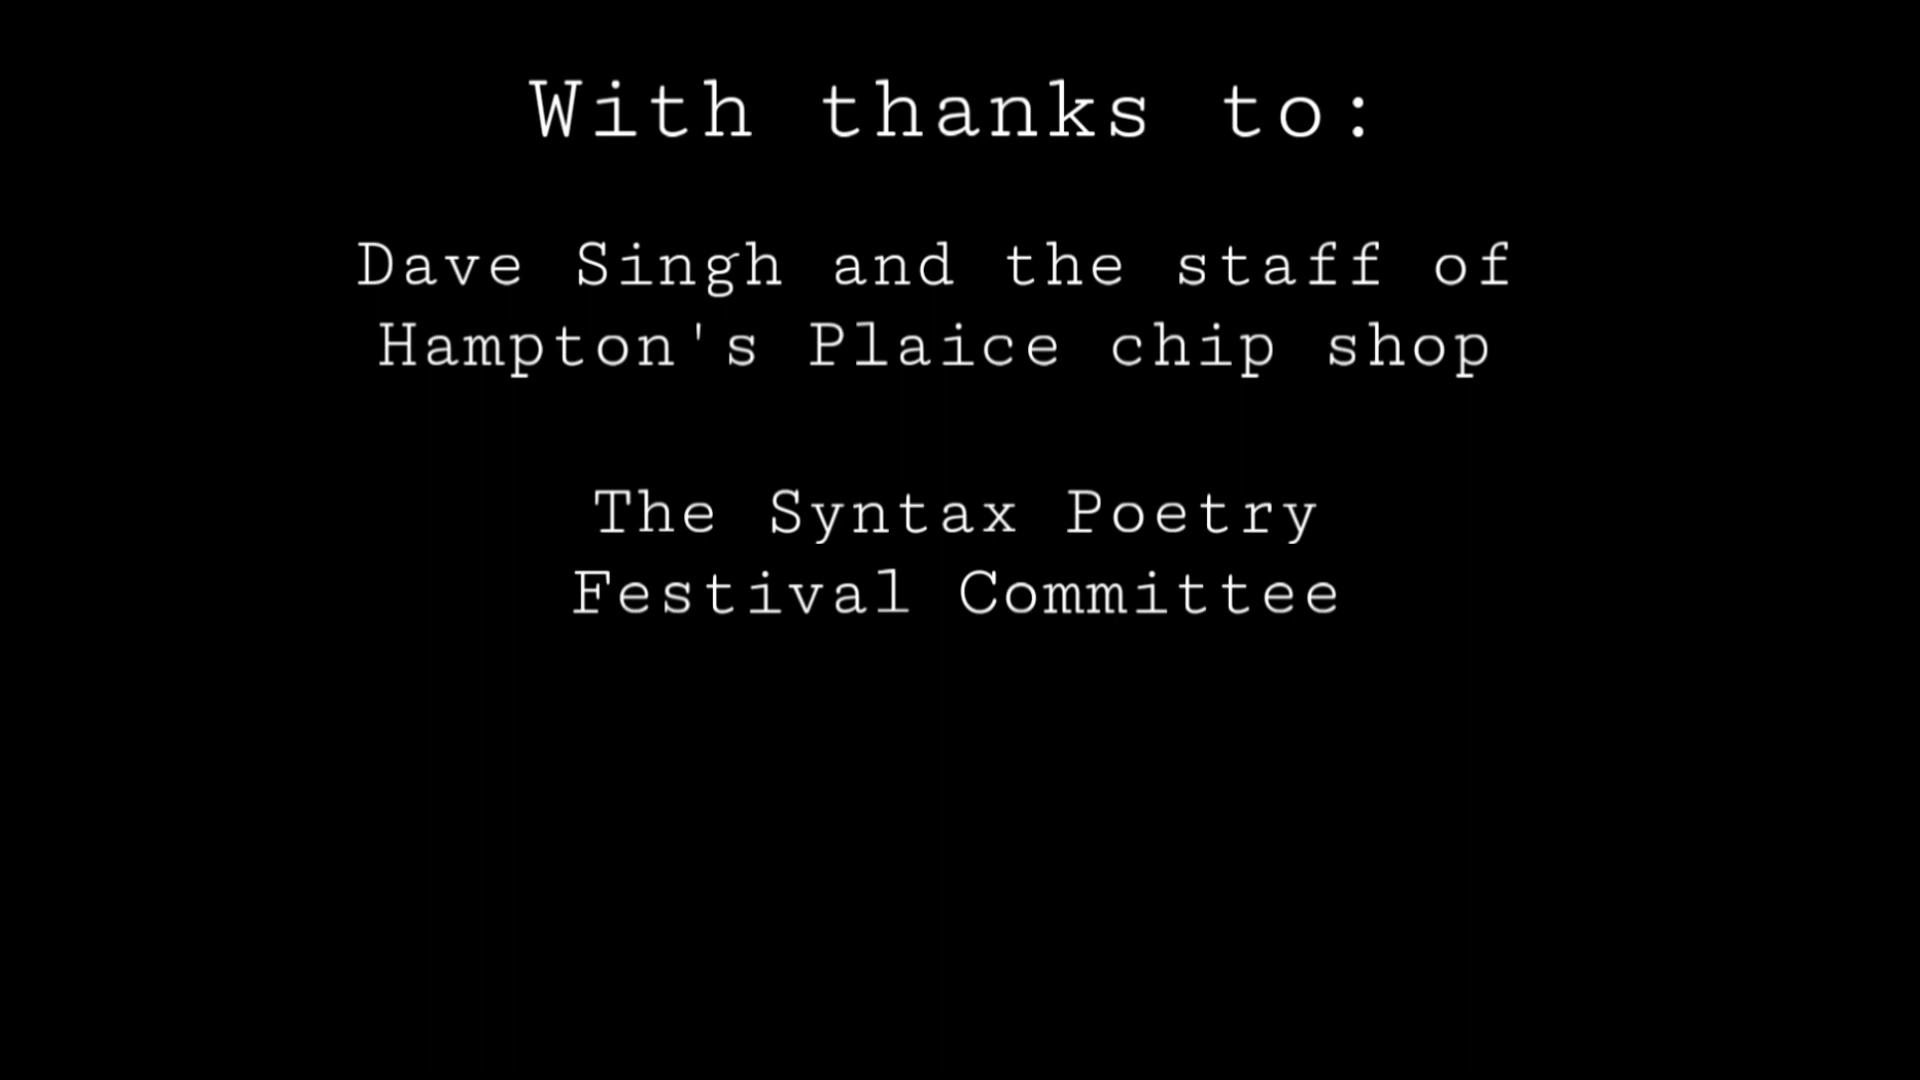 With thanks to:
Dave Singh and the staff of
Hampton's Plaice chip shop
The Syntax Poetry
Festival Committee